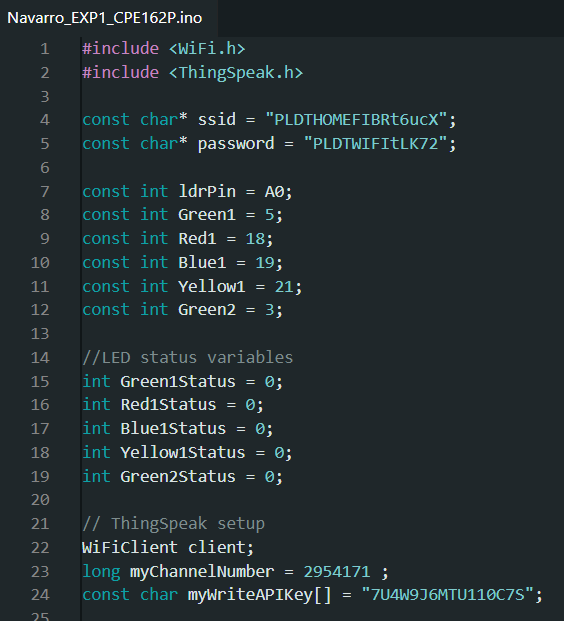 Navarro_EXP1_CPE162P.ino
1 #include <WiFi.h>
2 #include <ThingSpeak.h>
3
4 const char* ssid = "PLDTHOMEFIBRt6ucX";
5 const char* password = "PLDTWIFItLK72";
6
7 const int ldrPin = A0;
8 const int Green1 = 5;
9 const int Red1 = 18;
10 const int Blue1 = 19;
11 const int Yellow1 = 21;
12 const int Green2 = 3;
13
14 //LED status variables
15 int Green1Status = 0;
16 int Red1Status = 0;
17 int Blue1Status = 0;
18 int Yellow1Status = 0;
19 int Green2Status = 0;
20
21 // ThingSpeak setup
22 WiFiClient client;
23 long myChannelNumber = 2954171 ;
24 const char myWriteAPIKey[] = "7U4W9J6MTU110C7S";
25